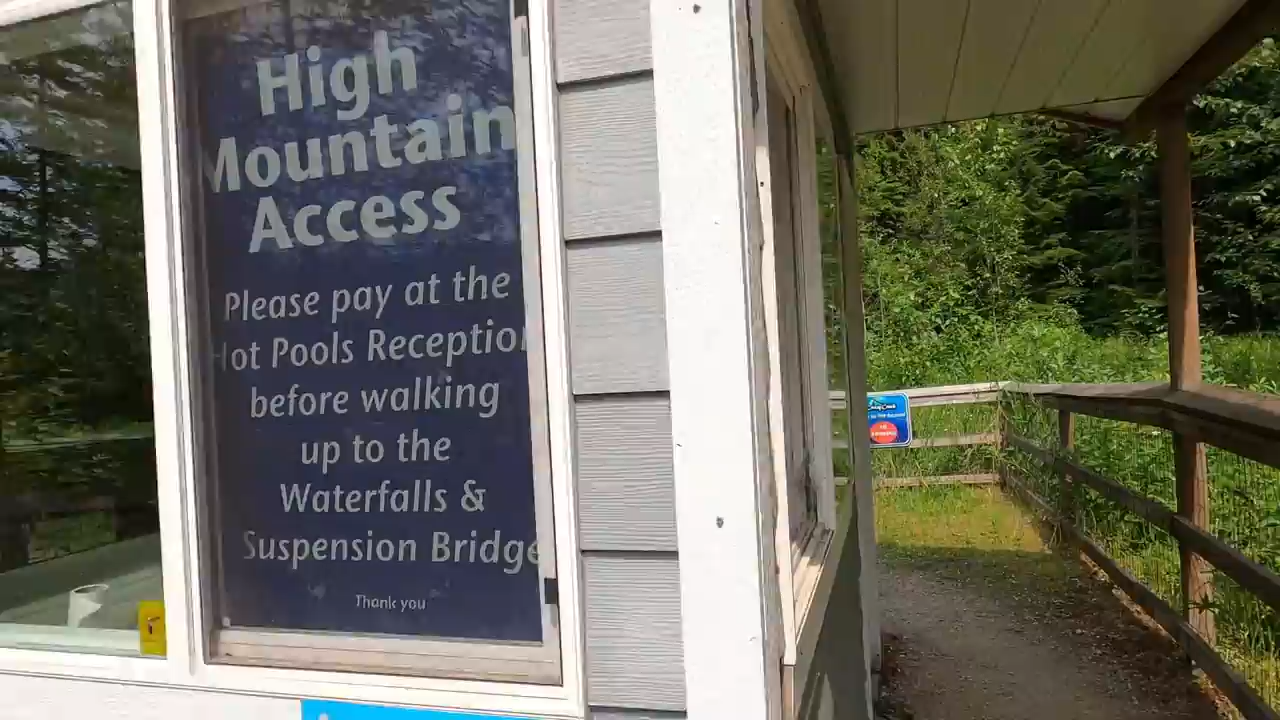 High
Mountain
Access
Please pay at the
Hot Pools Reception
before walking
up to the
Waterfalls &
Suspension Bridge
Thank you